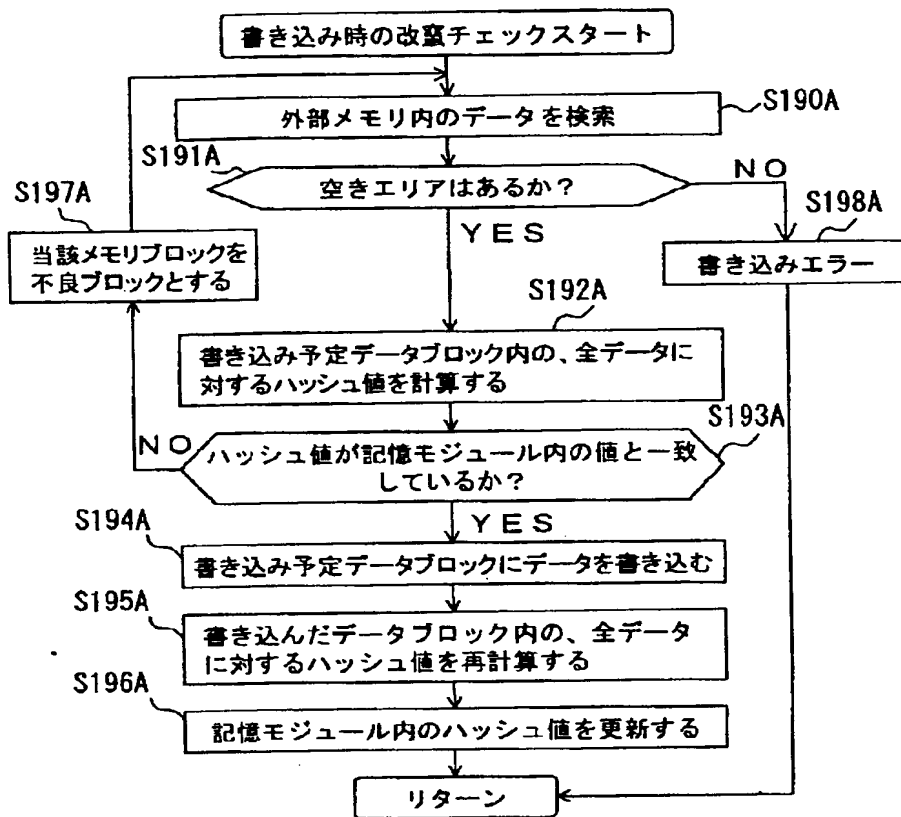 書き込み時の改竄チェックスタート
S190A
外部メモリ内のデータを検索
S191A
空きエリアはあるか?
NO
YES
S197A
当該メモリブロックを
不良ブロックとする
S198A
書き込みエラー
S192A
書き込み予定データブロック内の、全データに
対するハッシュ値を計算する
S193A
ハッシュ値が記憶モジュール内の値と一致
しているか?
NO
YES
S194A
書き込み予定データブロックにデータを書き込む
S195A
書き込んだデータブロック内の、全データ
に対するハッシュ値を再計算する
S196A
記憶モジュール内のハッシュ値を更新する
リターン